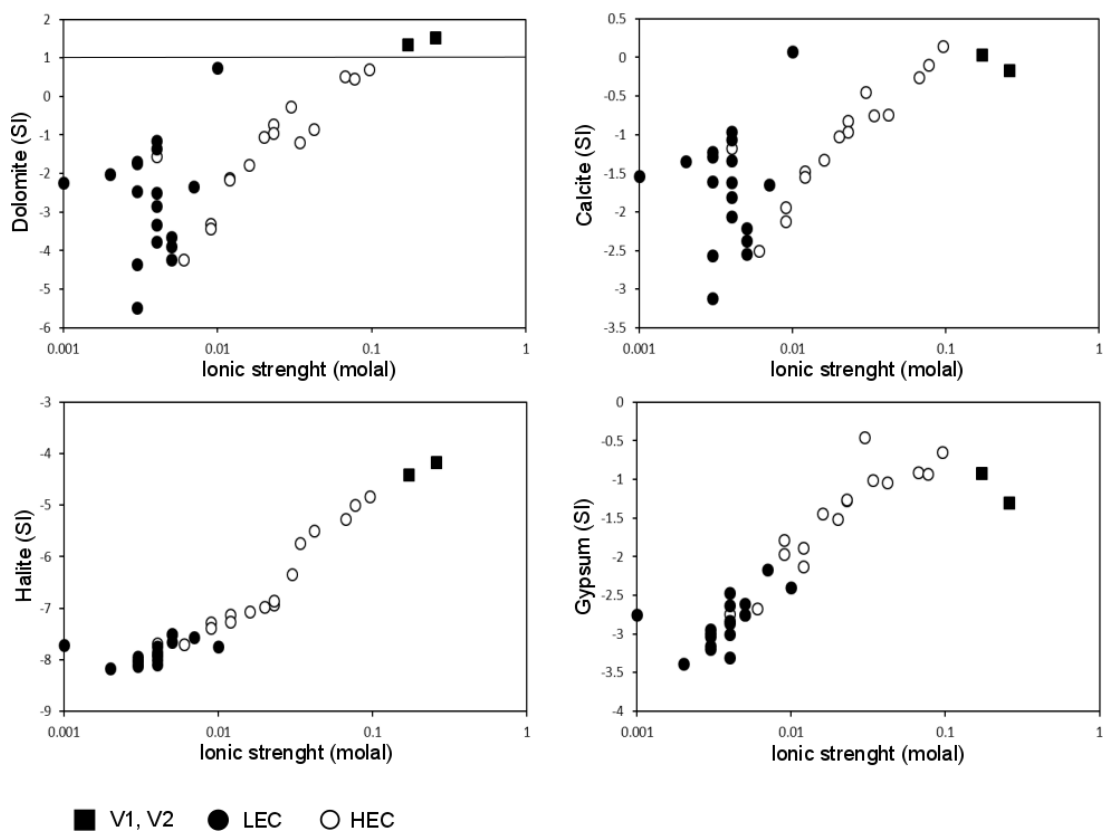 2
1
0
-1
-2
-3
-4
-5
-6
Dolomite (SI)
0.001 0.01 0.1 1
Ionic strenght (molal)
0.5
0
-0.5
-1
-1.5
-2
-2.5
-3
-3.5
Calcite (SI)
0.001 0.01 0.1 1
Ionic strenght (molal)
-3
-4
-5
-6
-7
-8
-9
Halite (SI)
0.001 0.01 0.1 1
Ionic strenght (molal)
0
-0.5
-1
-1.5
-2
-2.5
-3
-3.5
-4
Gypsum (SI)
0.001 0.01 0.1 1
Ionic strenght (molal)
V1, V2 LEC HEC